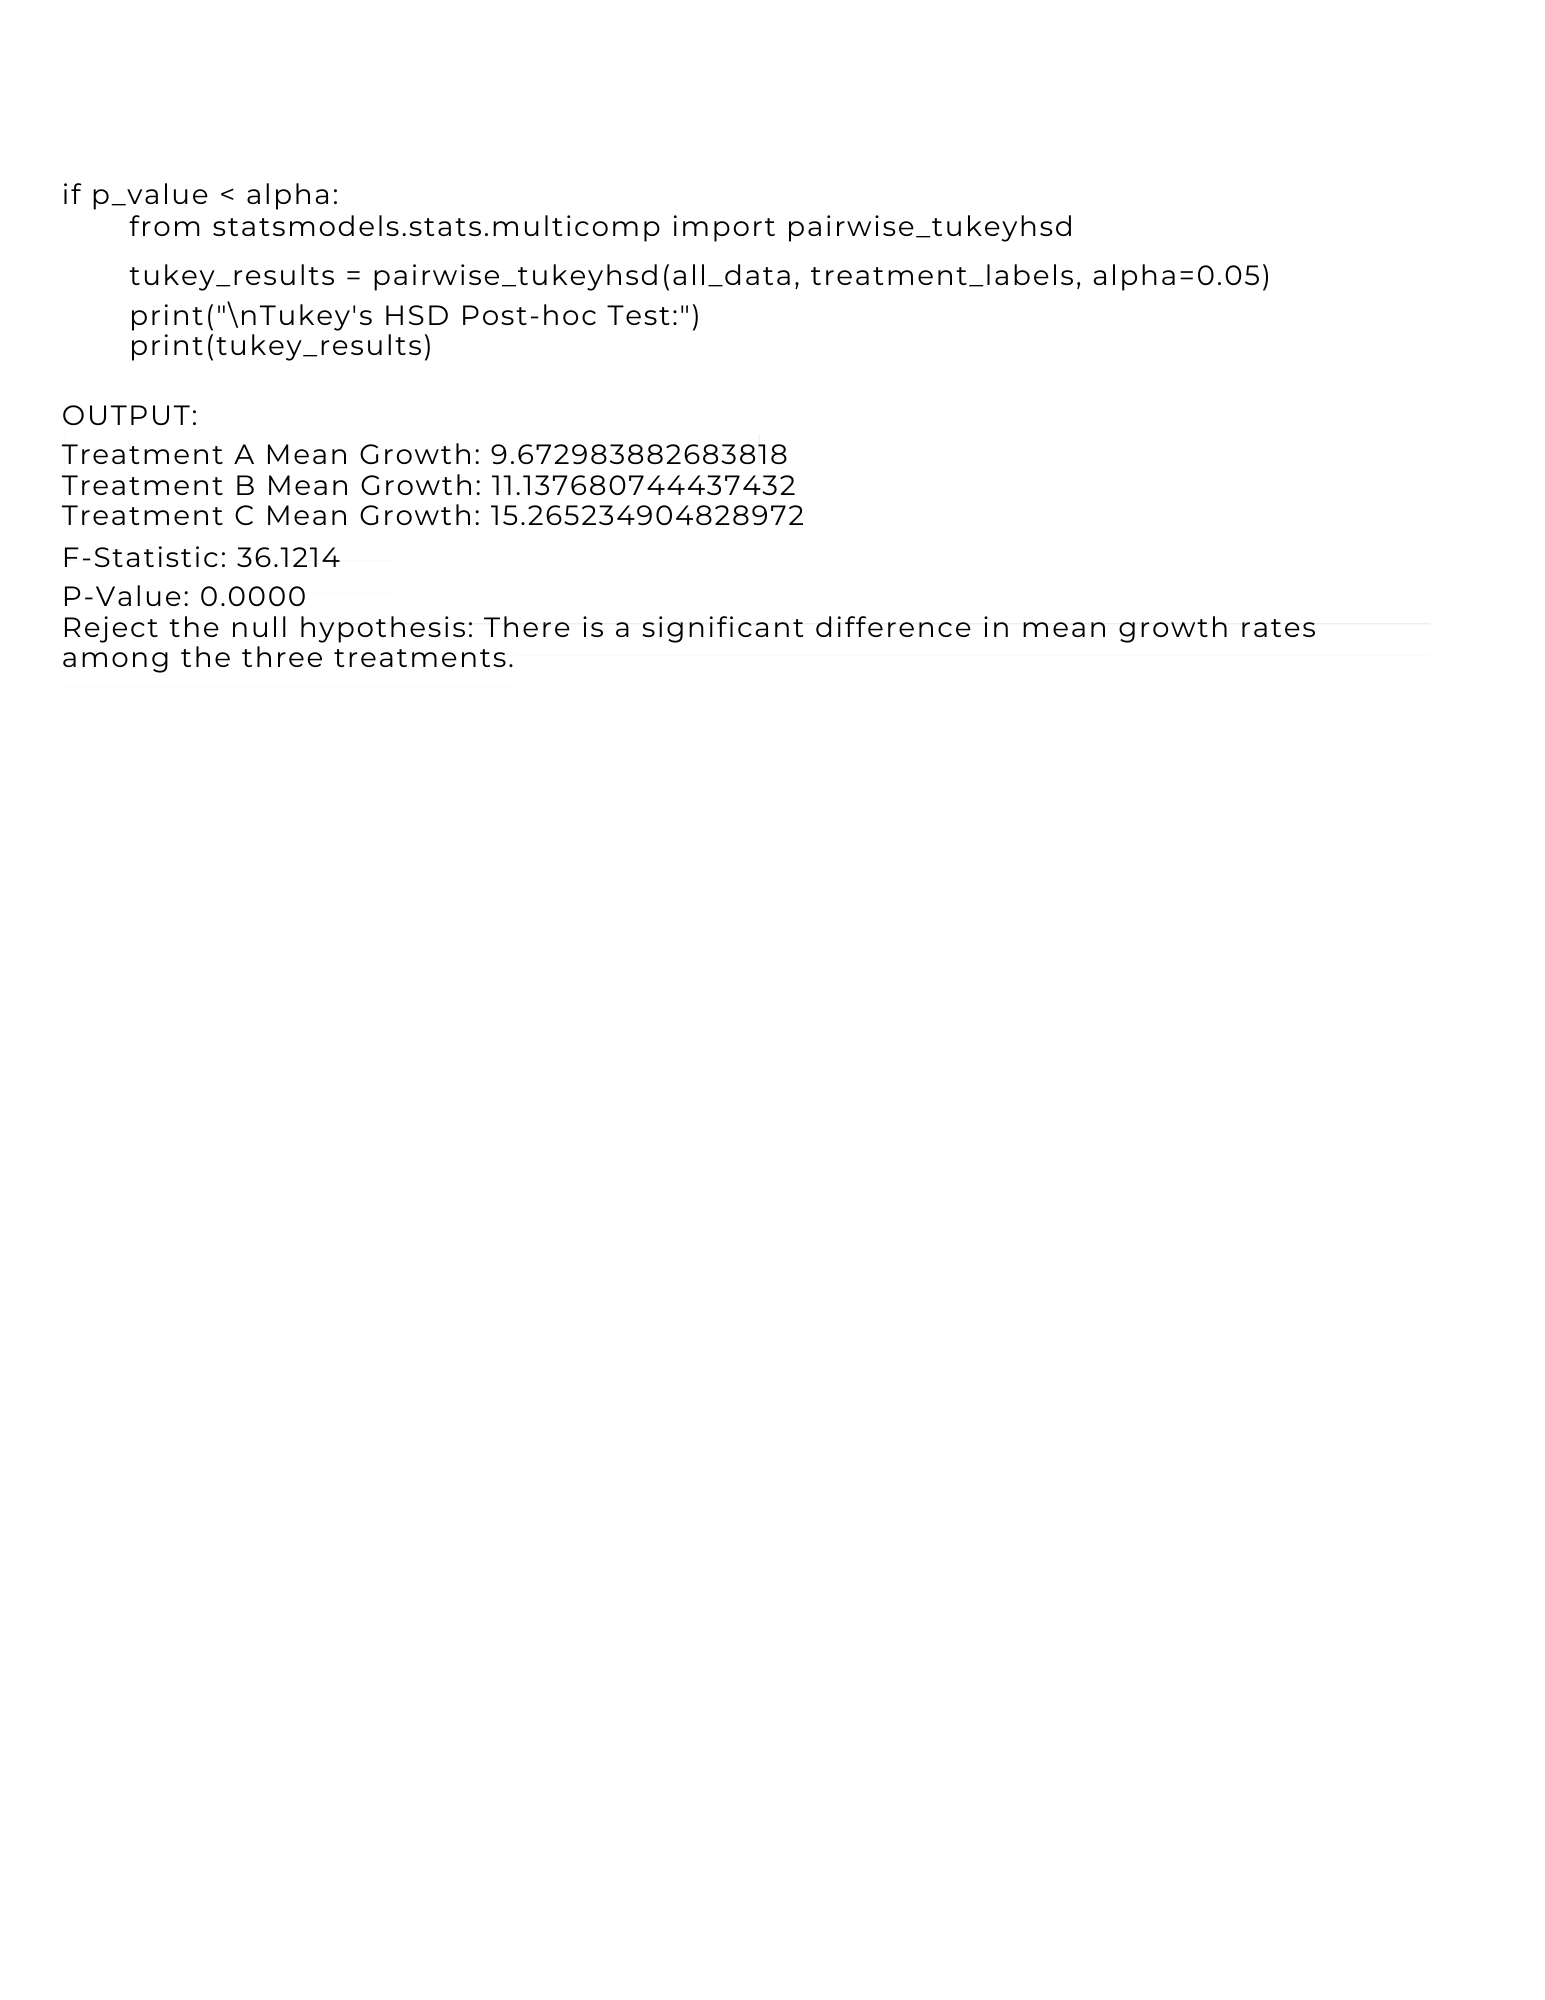 if p_value < alpha:
from statsmodels.stats.multicomp import pairwise_tukeyhsd
tukey_results = pairwise_tukeyhsd(all_data, treatment_labels, alpha=0.05)
print("\nTukey's HSD Post-hoc Test:")
print(tukey_results)
OUTPUT:
Treatment A Mean Growth: 9.672983882683818
Treatment B Mean Growth: 11.137680744437432
Treatment C Mean Growth: 15.265234904828972
F-Statistic: 36.1214
P-Value: 0.0000
Reject the null hypothesis: There is a significant difference in mean growth rates
among the three treatments.